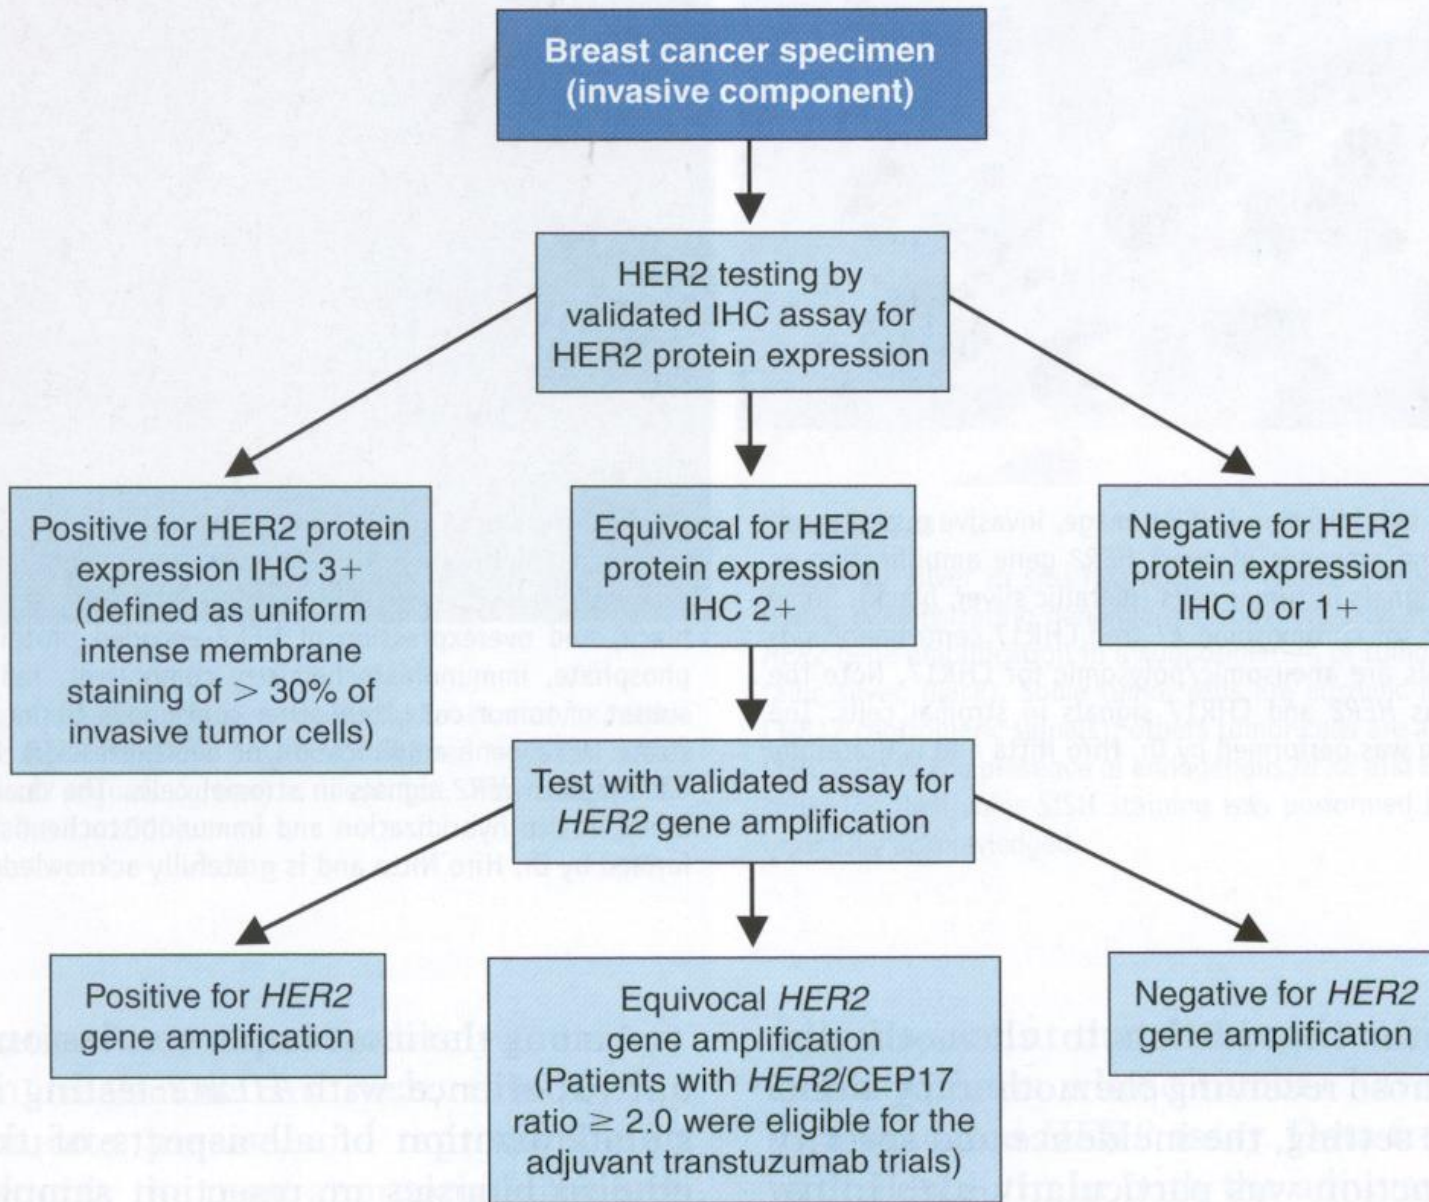 Breast cancer specimen
(invasive component)
HER2 testing by
validated IHC assay for
HER2 protein expression
Positive for HER2 protein
expression IHC 3+
(defined as uniform
intense membrane
staining of > 30% of
invasive tumor cells)
Equivocal for HER2
protein expression
IHC 2+
Negative for HER2
protein expression
IHC 0 or 1+
Test with validated assay for
HER2 gene amplification
Positive for HER2
gene amplification
Equivocal HER2
gene amplification
(Patients with HER2/CEP17
ratio ≥ 2.0 were eligible for the
adjuvant transtuzumab trials)
Negative for HER2
gene amplification